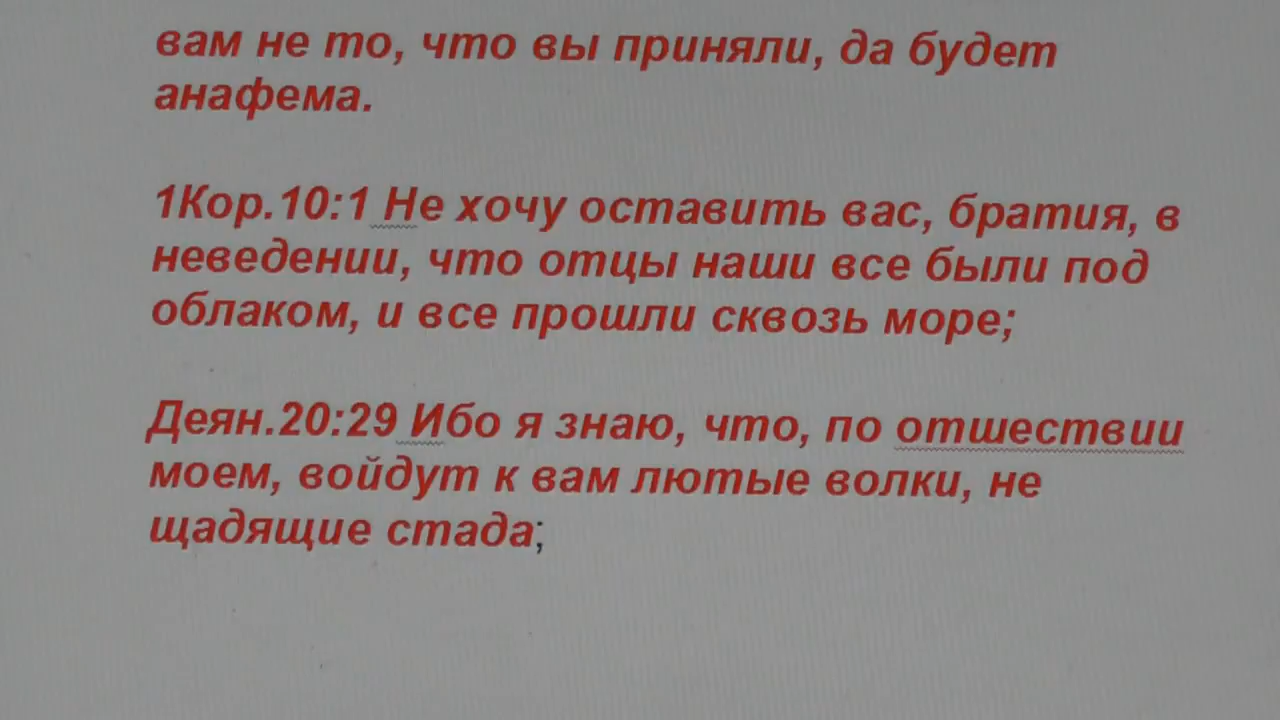 вам не то, что вы приняли, да будет
анафема.
1Кор.10:1 Не хочу оставить вас, братия, в
неведении, что отцы наши все были под
облаком, и все прошли сквозь море;
Деян.20:29 Ибо я знаю, что, по отшествии
моем, войдут к вам лютые волки, не
щадящие стада;